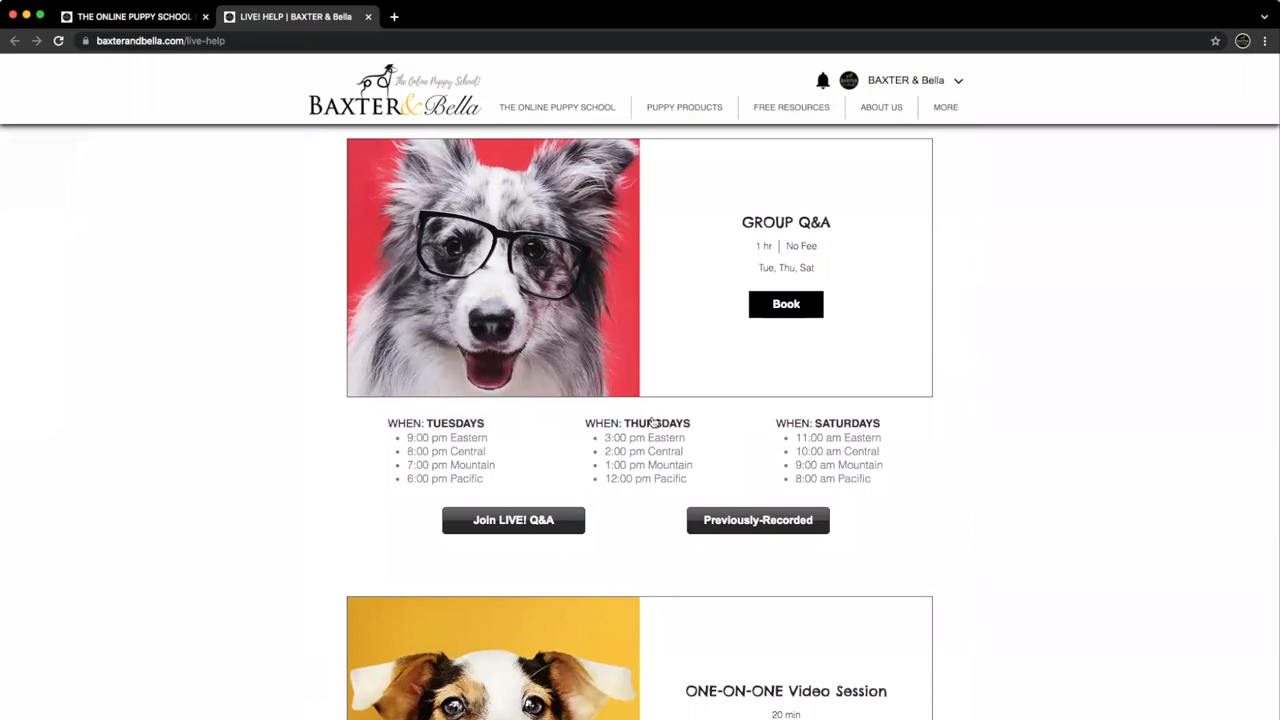 THE ONLINE PUPPY SCHOOL
LIVE! HELP | BAXTER & Bella
baxterandbella.com/live-help
The Online Puppy School!
BAXTER & Bella
BAXTER&Bella
THE ONLINE PUPPY SCHOOL
PUPPY PRODUCTS
FREE RESOURCES
ABOUT US
MORE
GROUP Q&A
1 hr | No Fee
Tue, Thu, Sat
Book
WHEN: TUESDAYS
• 9:00 pm Eastern
• 8:00 pm Central
• 7:00 pm Mountain
• 6:00 pm Pacific
WHEN: THURSDAYS
• 3:00 pm Eastern
• 2:00 pm Central
• 1:00 pm Mountain
• 12:00 pm Pacific
WHEN: SATURDAYS
• 11:00 am Eastern
• 10:00 am Central
• 9:00 am Mountain
• 8:00 am Pacific
Join LIVE! Q&A
Previously-Recorded
ONE-ON-ONE Video Session
20 min